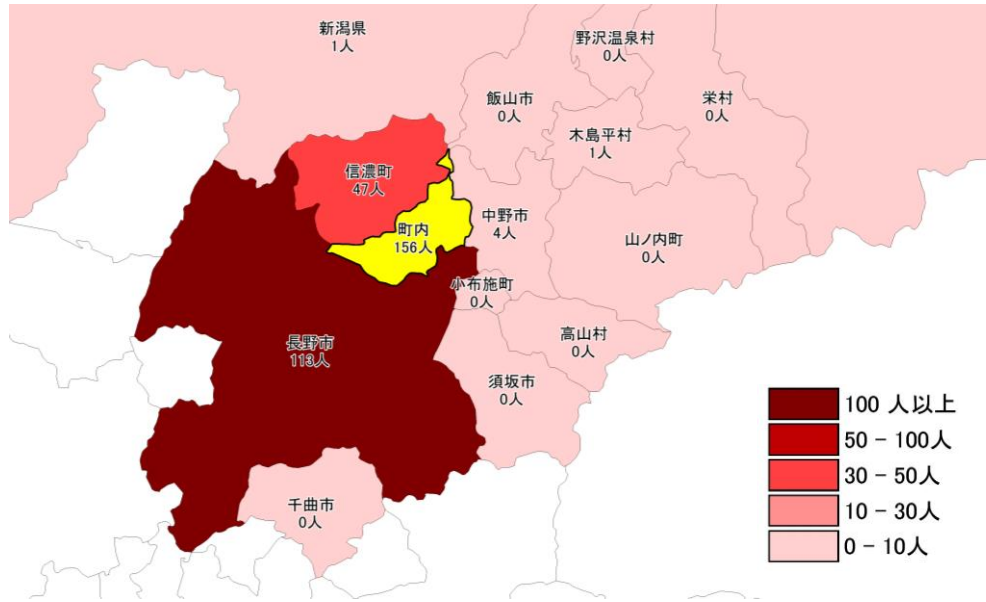 新潟県
1人
野沢温泉村
0人
飯山市
0人
栄村
0人
木島平村
1人
信濃町
47人
中野市
4人
町内
156人
山ノ内町
0人
小布施町
0人
高山村
0人
長野市
113人
須坂市
0人
千曲市
0人
100 人以上
50 - 100人
30 - 50人
10 - 30人
0 - 10人